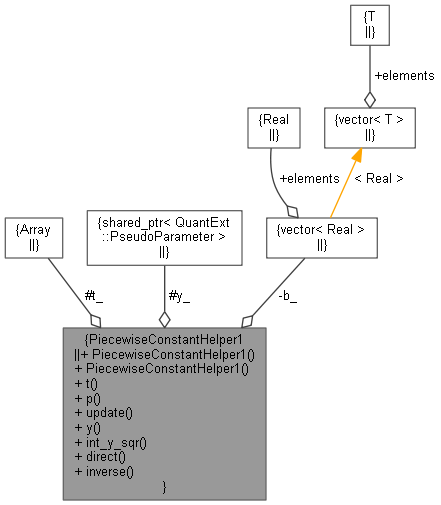 {T
||}
+elements
{Real
||}
{vector< T >
||}
+elements
< Real >
{Array
||}
{shared_ptr< QuantExt
::PseudoParameter >
||}
{vector< Real >
||}
#t_
#y_
-b_
{PiecewiseConstantHelper1
||+ PiecewiseConstantHelper1()
+ PiecewiseConstantHelper1()
+ t()
+ p()
+ update()
+ y()
+ int_y_sqr()
+ direct()
+ inverse()
}